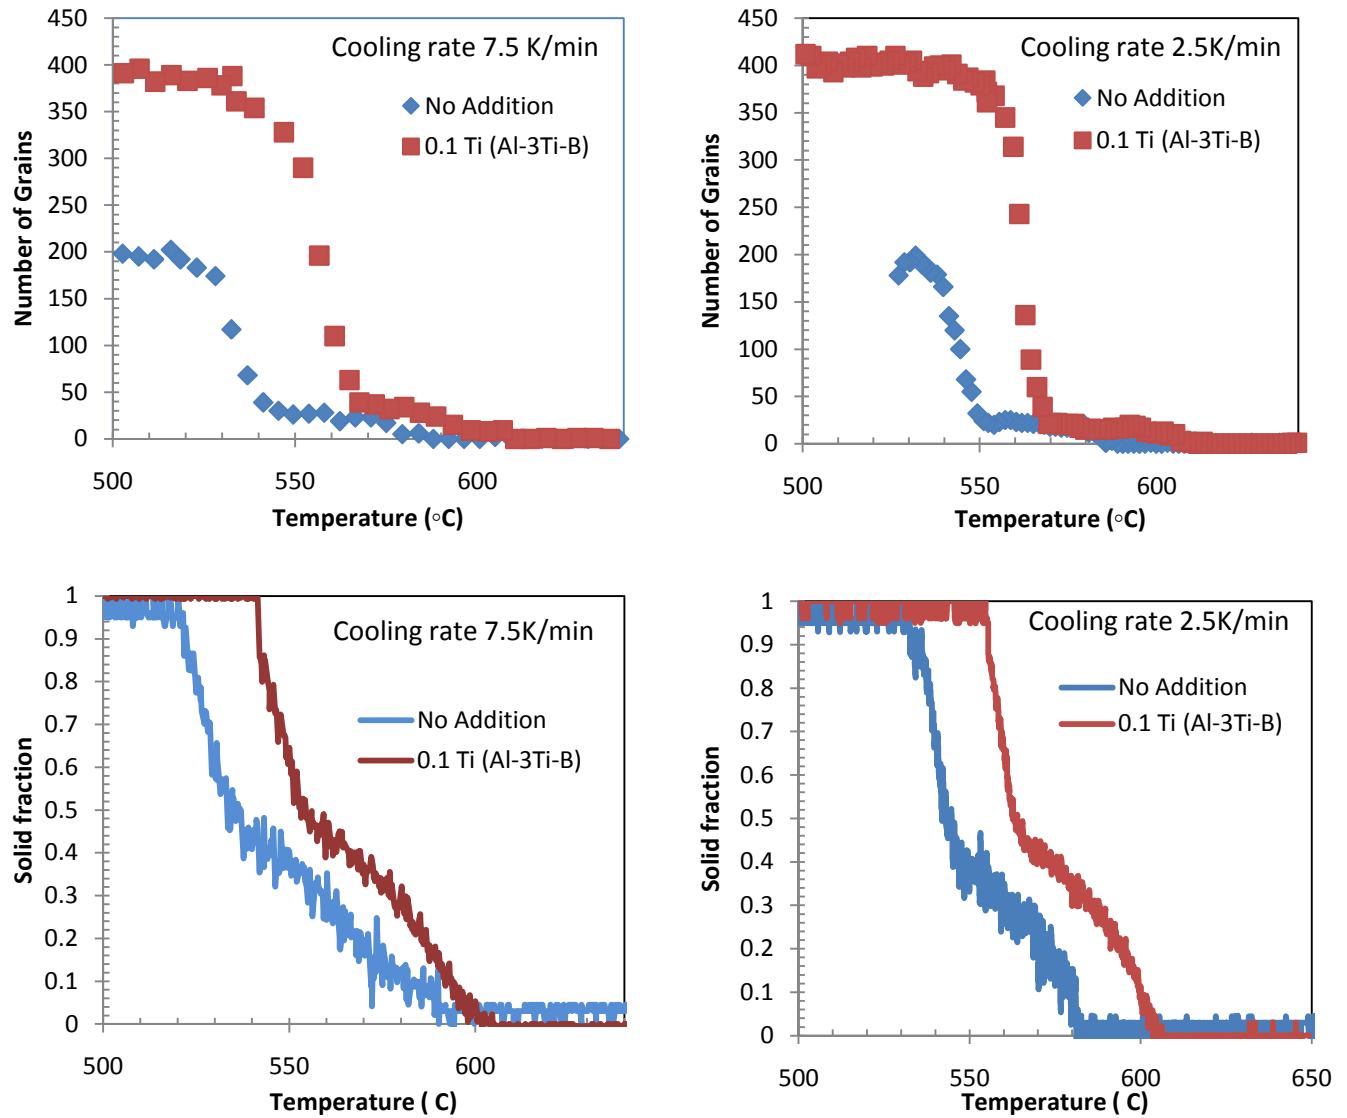 Cooling rate 7.5 K/min
No Addition
0.1 Ti (Al-3Ti-B)
Number of Grains
450
400
350
300
250
200
150
100
50
0
500
550
600
Temperature (◦C)
Cooling rate 2.5K/min
No Addition
0.1 Ti (Al-3Ti-B)
Number of Grains
450
400
350
300
250
200
150
100
50
0
500
550
600
Temperature (◦C)
Cooling rate 7.5K/min
No Addition
0.1 Ti (Al-3Ti-B)
Solid fraction
1
0.9
0.8
0.7
0.6
0.5
0.4
0.3
0.2
0.1
0
500
550
600
Temperature ( C)
Cooling rate 2.5K/min
No Addition
0.1 Ti (Al-3Ti-B)
Solid fraction
1
0.9
0.8
0.7
0.6
0.5
0.4
0.3
0.2
0.1
0
500
550
600
650
Temperature ( C)